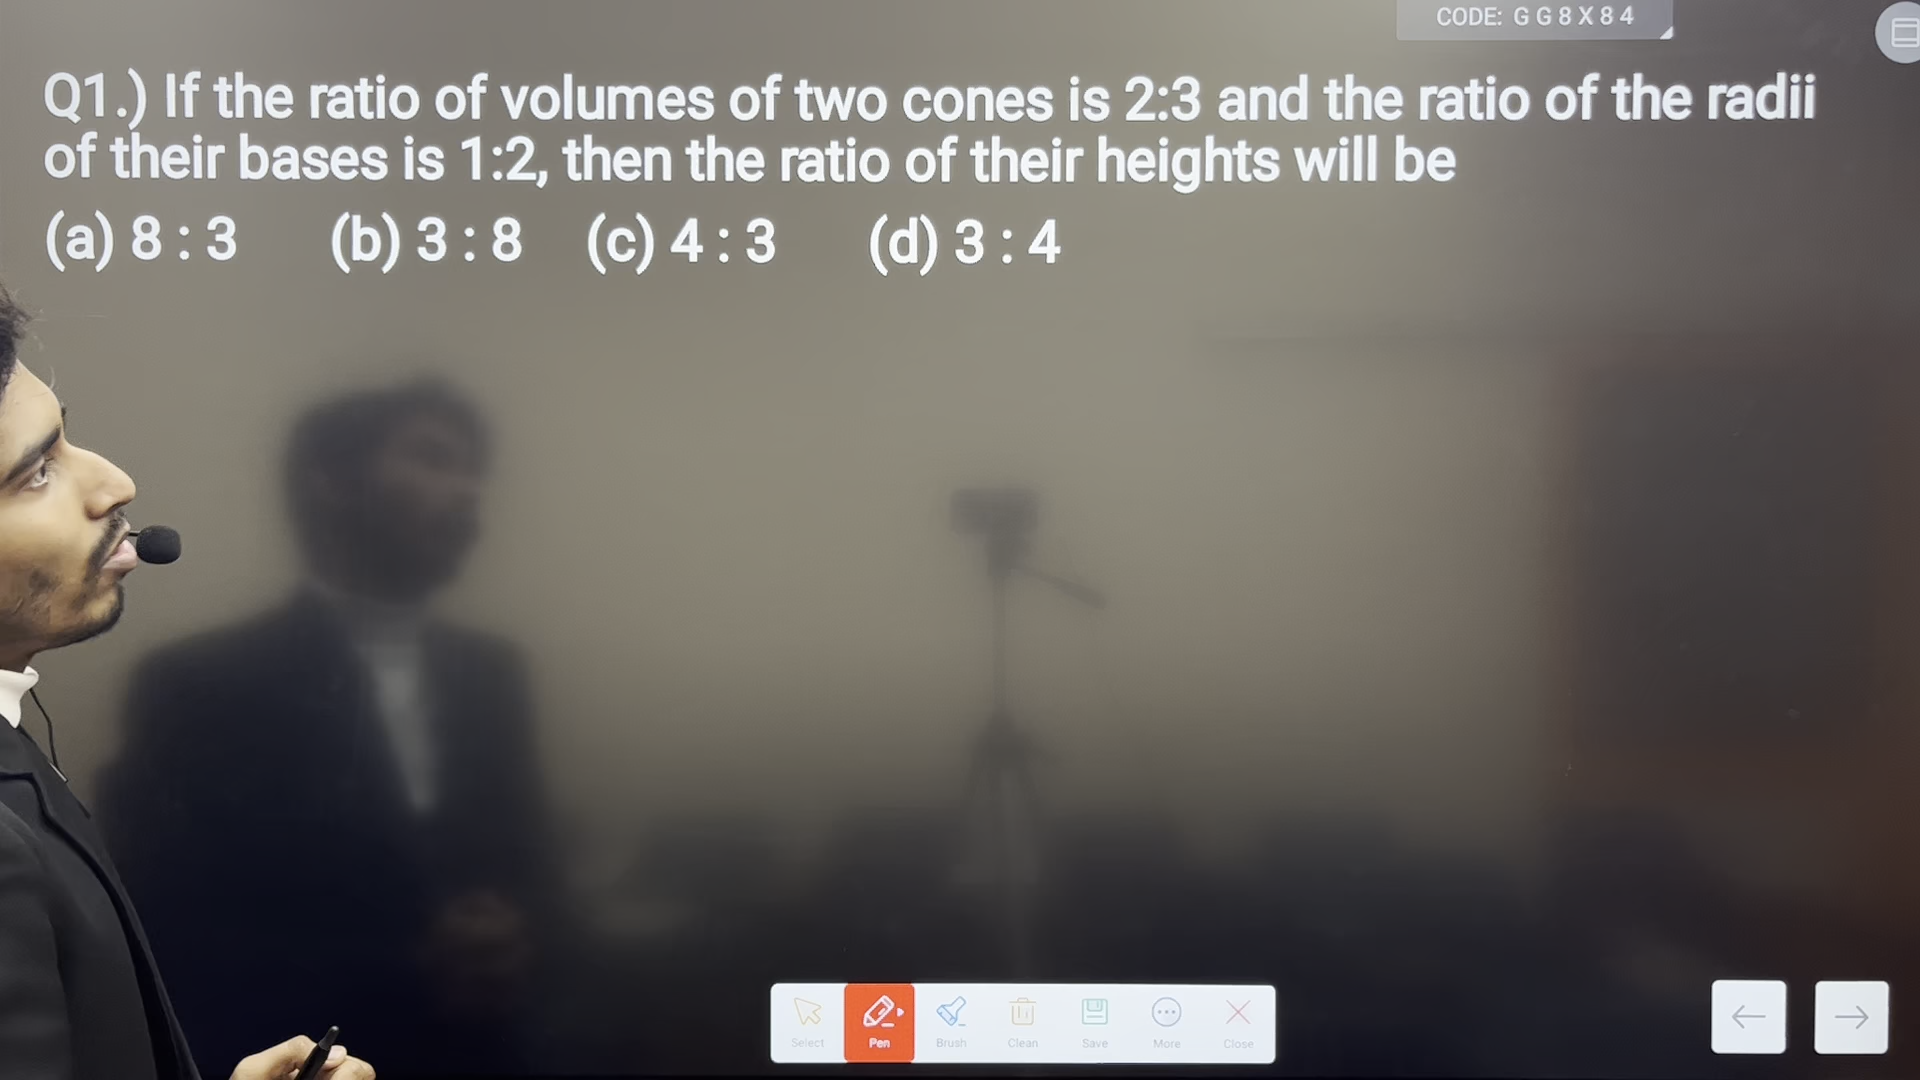 CODE: G G 8 X 8 4
Q1.) If the ratio of volumes of two cones is 2:3 and the ratio of the radii
of their bases is 1:2, then the ratio of their heights will be
(a) 8 : 3 (b) 3 : 8 (c) 4 : 3 (d) 3 : 4
Select Pen Brush Clean Save More Close